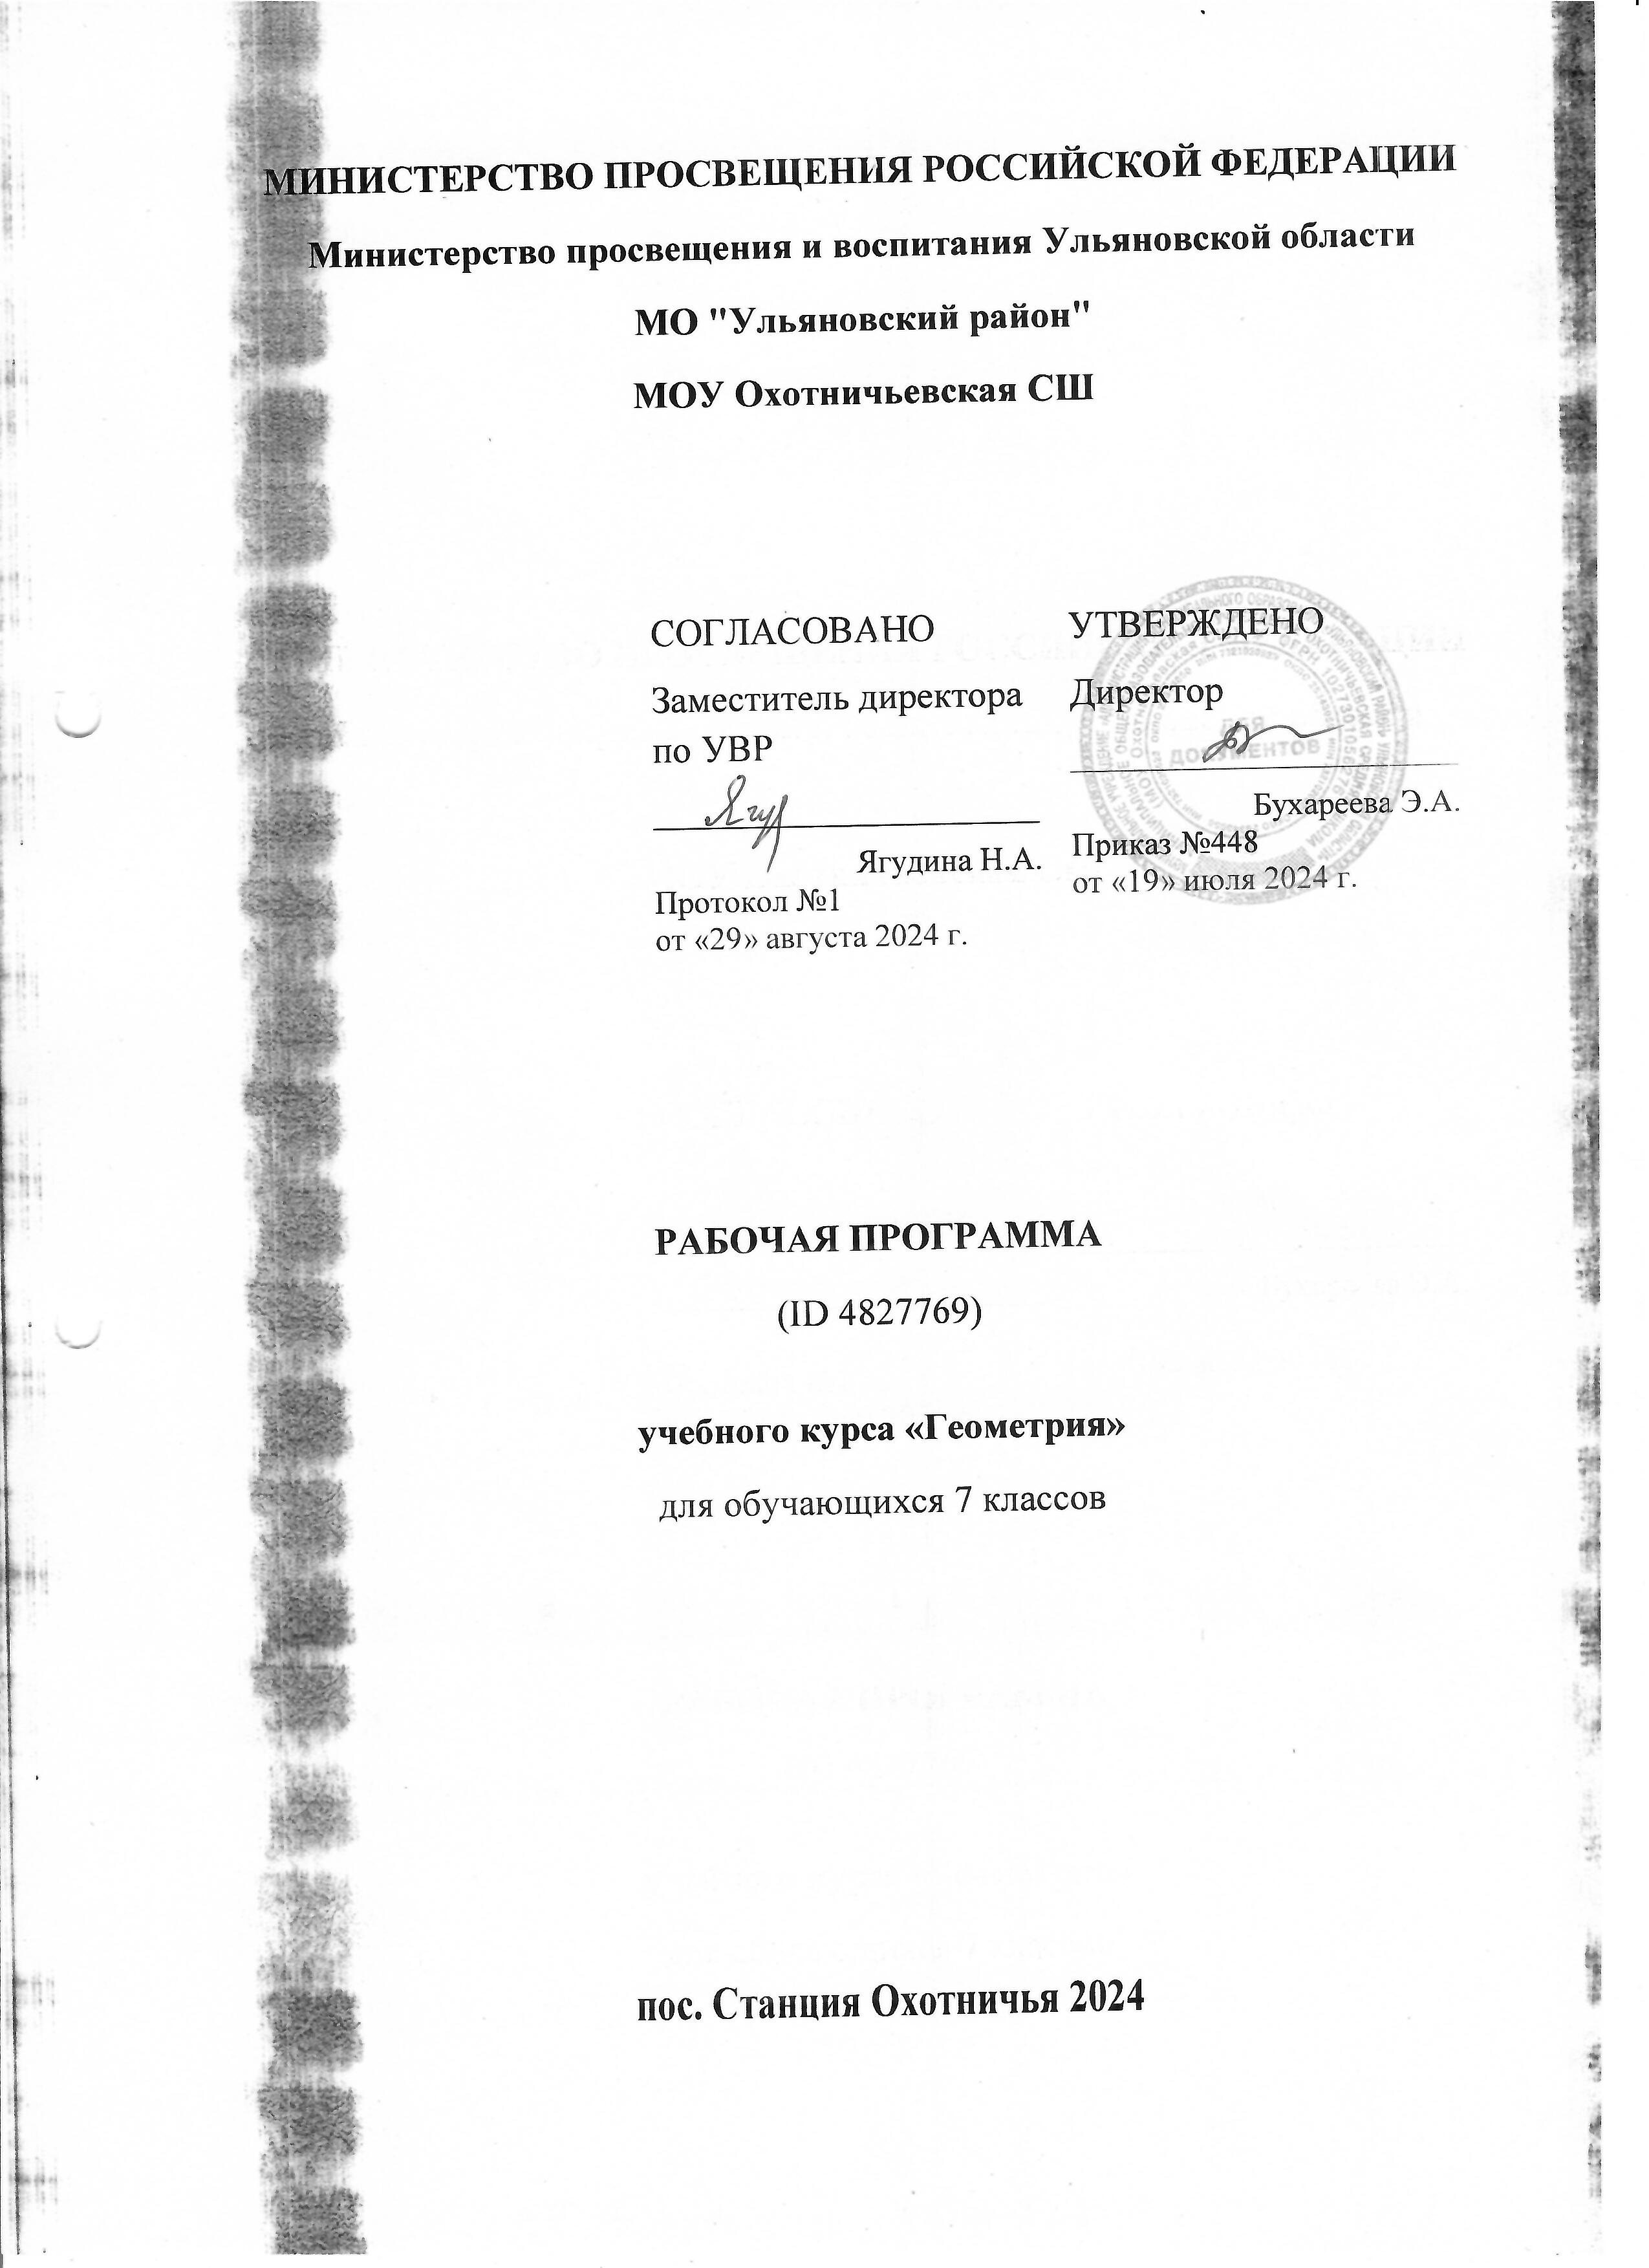 МИНИСТЕРСТВО ПРОСВЕЩЕНИЯ РОССИЙСКОЙ ФЕДЕРАЦИИ
Министерство просвещения и воспитания Ульяновской области
МО "Ульяновский район"
МОУ Охотничьевская СШ
СОГЛАСОВАНО
Заместитель директора
по УВР
Ягудина Н.А.
Протокол №1
от «29» августа 2024 г.
УТВЕРЖДЕНО
Директор
ДЛЯ
ДОКУМЕНТОВ
Бухареева Э.А.
Приказ №448
от «19» июля 2024 г.
РАБОЧАЯ ПРОГРАММА
(ID 4827769)
учебного курса «Геометрия»
для обучающихся 7 классов
пос. Станция Охотничья 2024